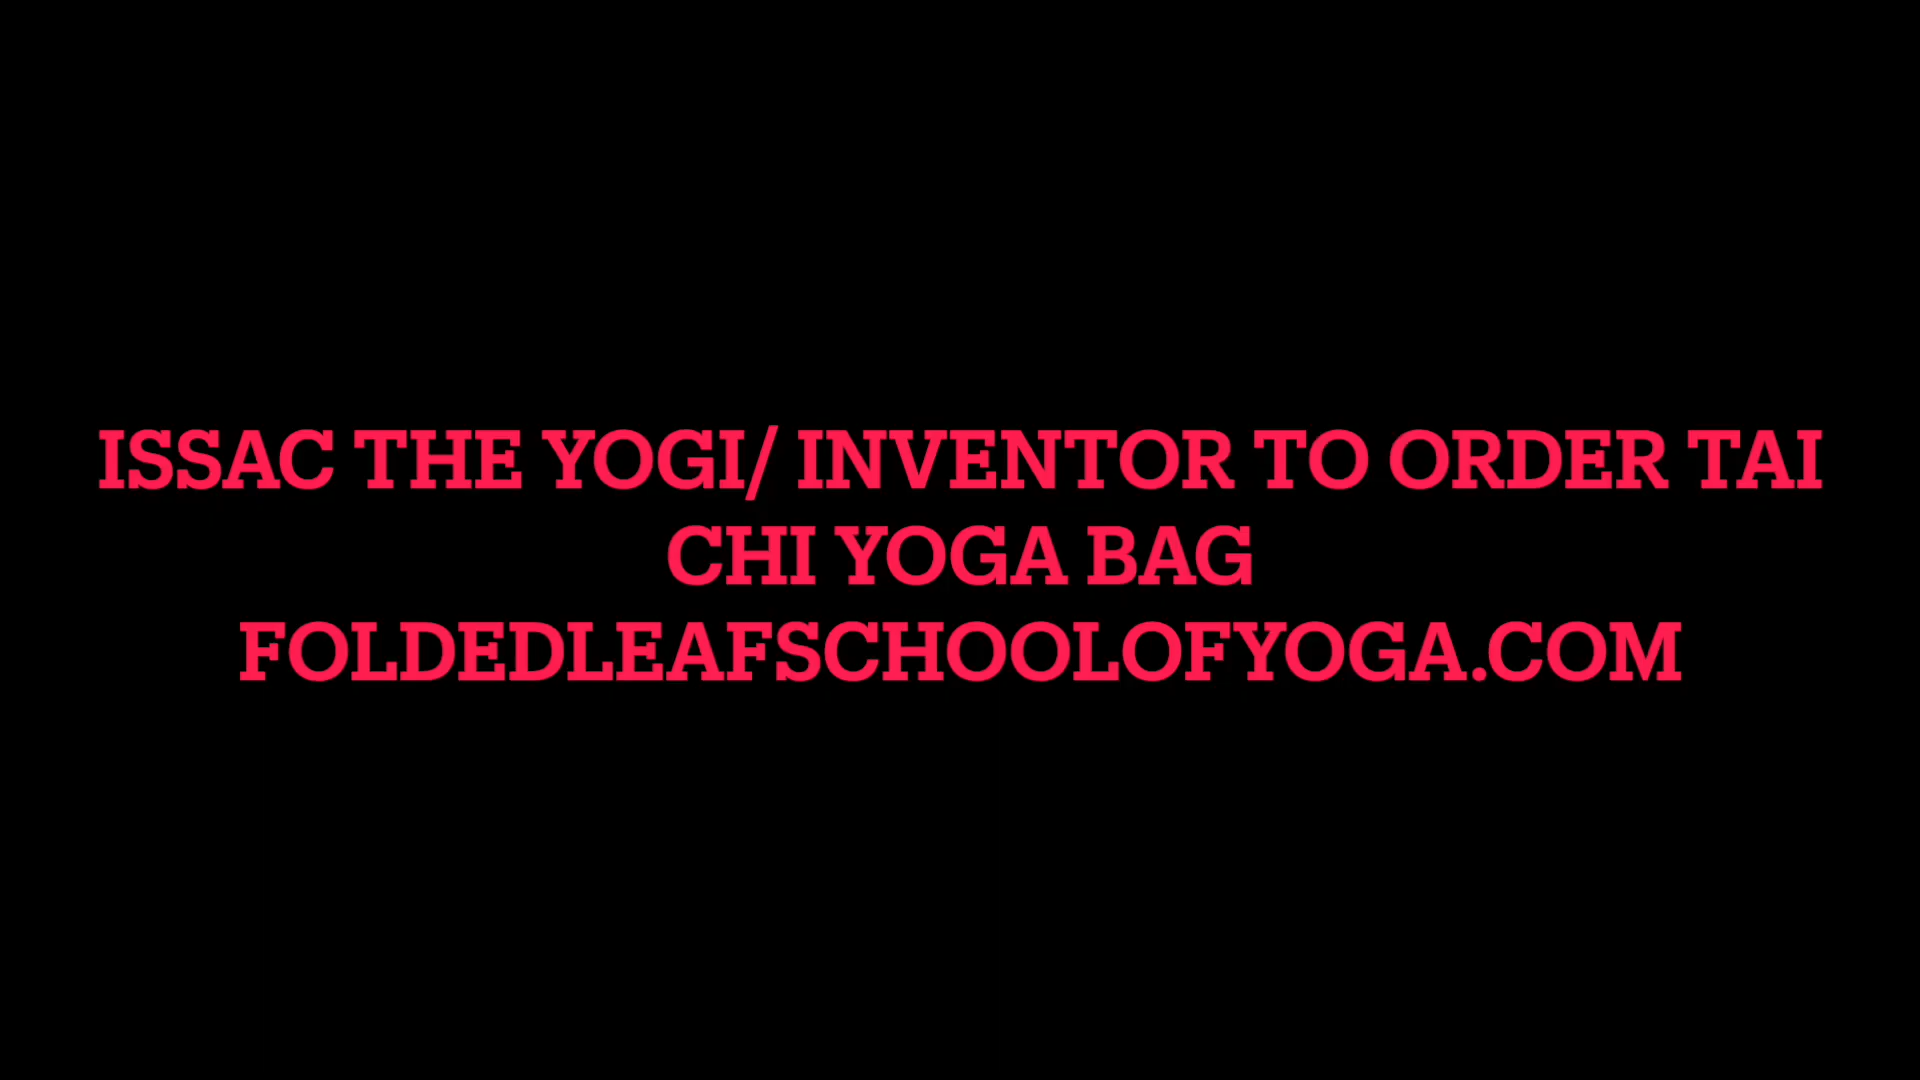 ISSAC THE YOGI/ INVENTOR TO ORDER TAI
CHI YOGA BAG
FOLDEDLEAFSCHOOLOFYOGA.COM